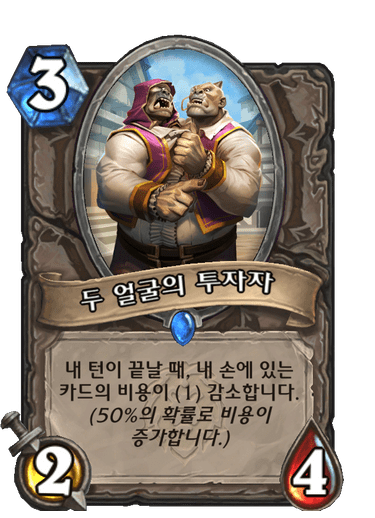 3
두 얼굴의 투자자
내 턴이 끝날 때, 내 손에 있는
카드의 비용이 (1) 감소합니다.
(50%의 확률로 비용이
증가합니다.)
2
4